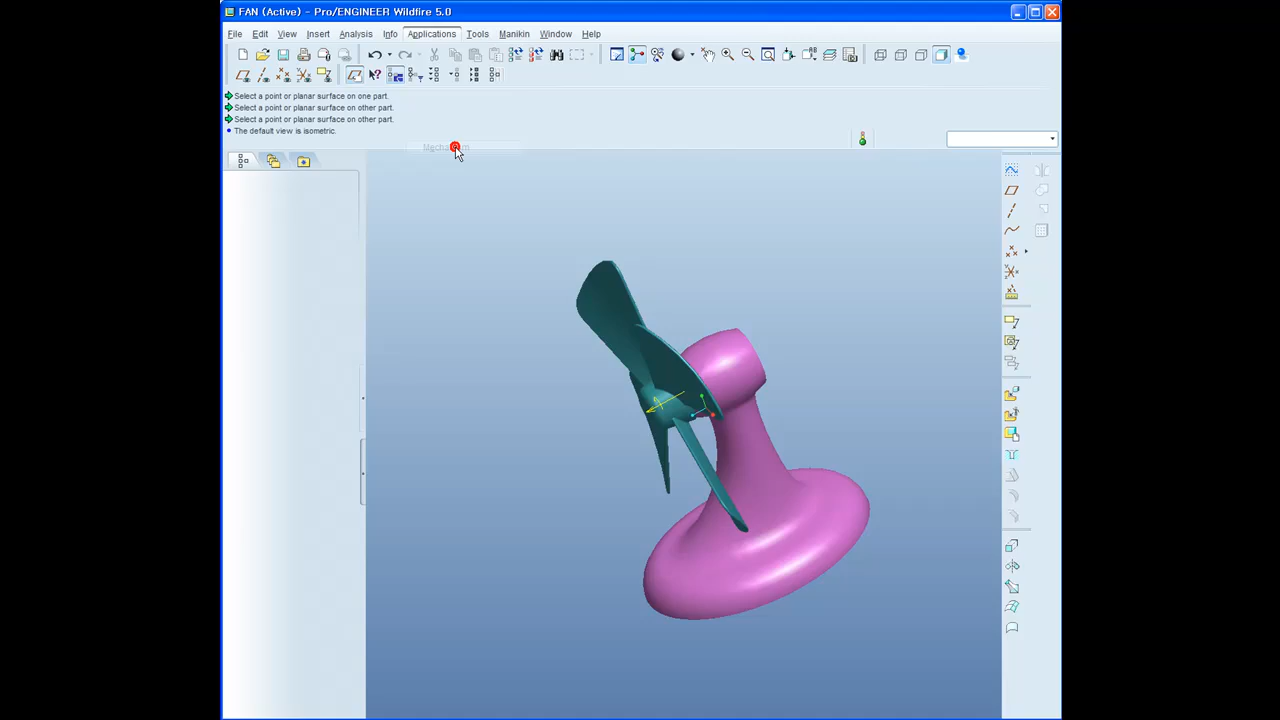 FAN (Active) - Pro/ENGINEER Wildfire 5.0
File Edit View Insert Analysis Info Applications Tools Manikin Window Help
Select a point or planar surface on one part.
Select a point or planar surface on other part.
Select a point or planar surface on other part.
The default view is isometric.
Mechanism